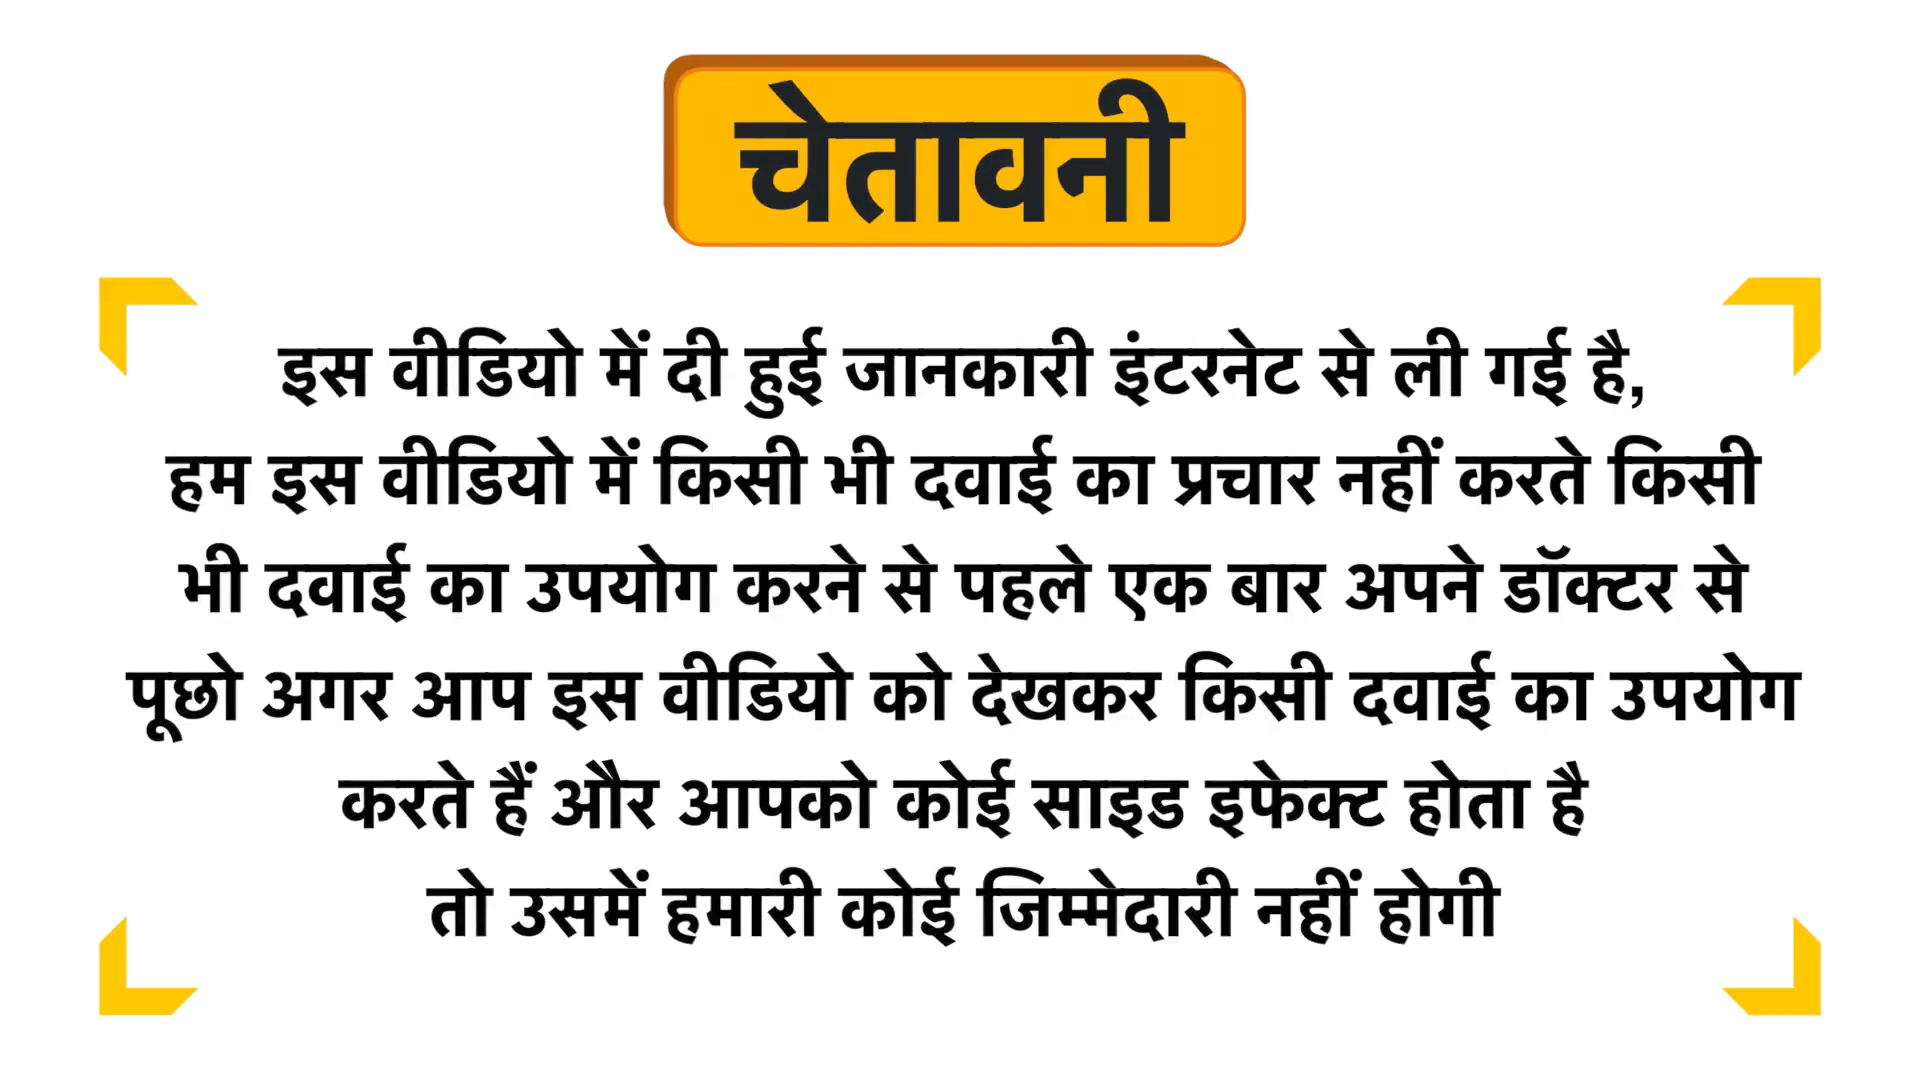 चेतावनी
इस वीडियो में दी हुई जानकारी इंटरनेट से ली गई है,
हम इस वीडियो में किसी भी दवाई का प्रचार नहीं करते किसी
भी दवाई का उपयोग करने से पहले एक बार अपने डॉक्टर से
पूछो अगर आप इस वीडियो को देखकर किसी दवाई का उपयोग
करते हैं और आपको कोई साइड इफेक्ट होता है
तो उसमें हमारी कोई जिम्मेदारी नहीं होगी